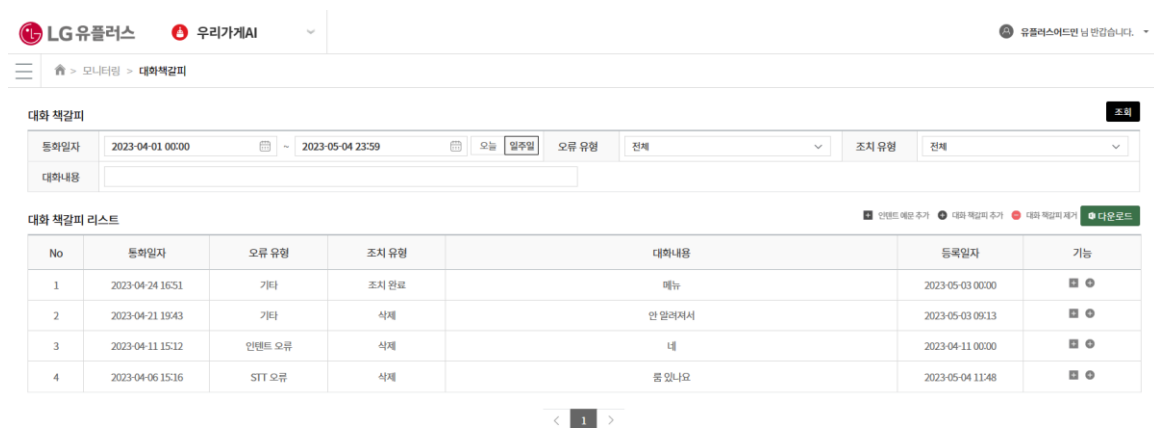 LG유플러스 우리가게AI 유플러스어드민 님 반갑습니다.
> 모니터링 > 대화책갈피
대화 책갈피 조회
통화일자 2023-04-01 00:00 ~ 2023-05-04 23:59 오늘 일주일 오류 유형 전체 조치 유형 전체
대화내용
대화 책갈피 리스트 인텐트 예문 추가 대화 책갈피 추가 대화 책갈피 제거 다운로드
No 통화일자 오류 유형 조치 유형 대화내용 등록일자 기능
1 2023-04-24 16:51 기타 조치 완료 메뉴 2023-05-03 00:00
2 2023-04-21 19:43 기타 삭제 안 알려져서 2023-05-03 09:13
3 2023-04-11 15:12 인텐트 오류 삭제 네 2023-04-11 00:00
4 2023-04-06 15:16 STT 오류 삭제 룸 있나요 2023-05-04 11:48
< 1 >